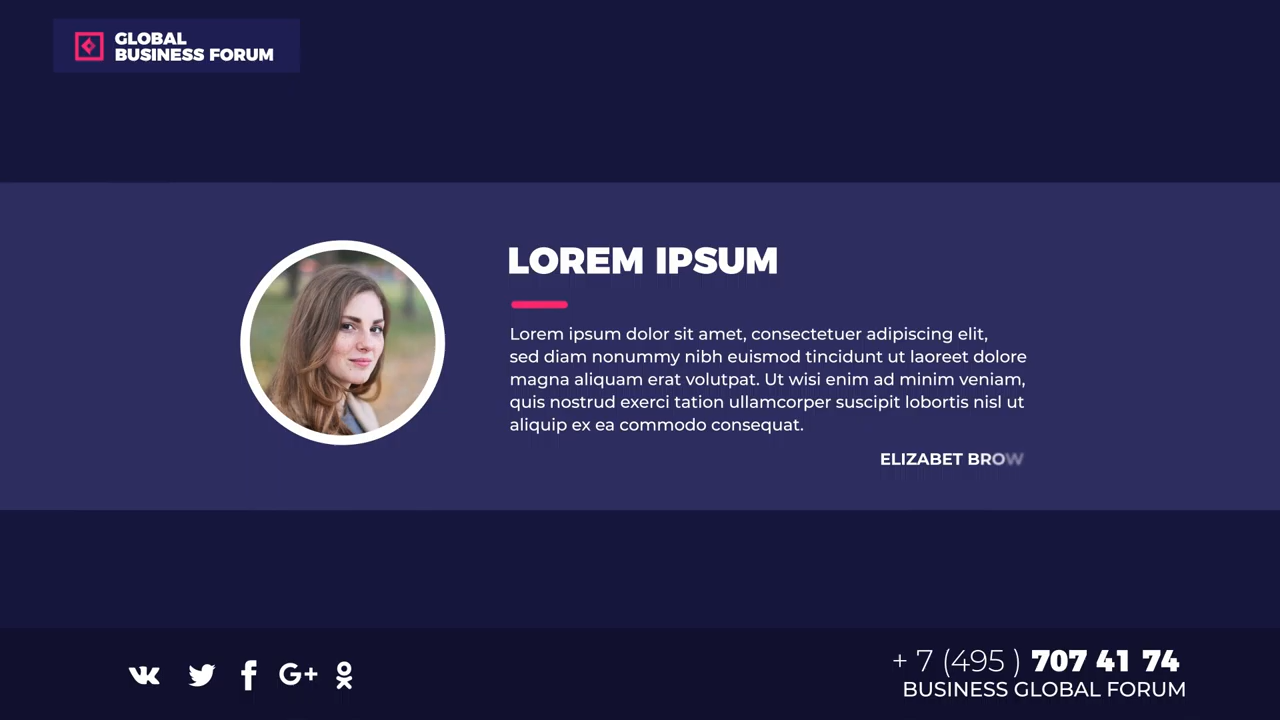 GLOBAL
BUSINESS FORUM
LOREM IPSUM
Lorem ipsum dolor sit amet, consectetuer adipiscing elit,
sed diam nonummy nibh euismod tincidunt ut laoreet dolore
magna aliquam erat volutpat. Ut wisi enim ad minim veniam,
quis nostrud exerci tation ullamcorper suscipit lobortis nisl ut
aliquip ex ea commodo consequat.
ELIZABET BROW
G+
+ 7 (495 ) 707 41 74
BUSINESS GLOBAL FORUM